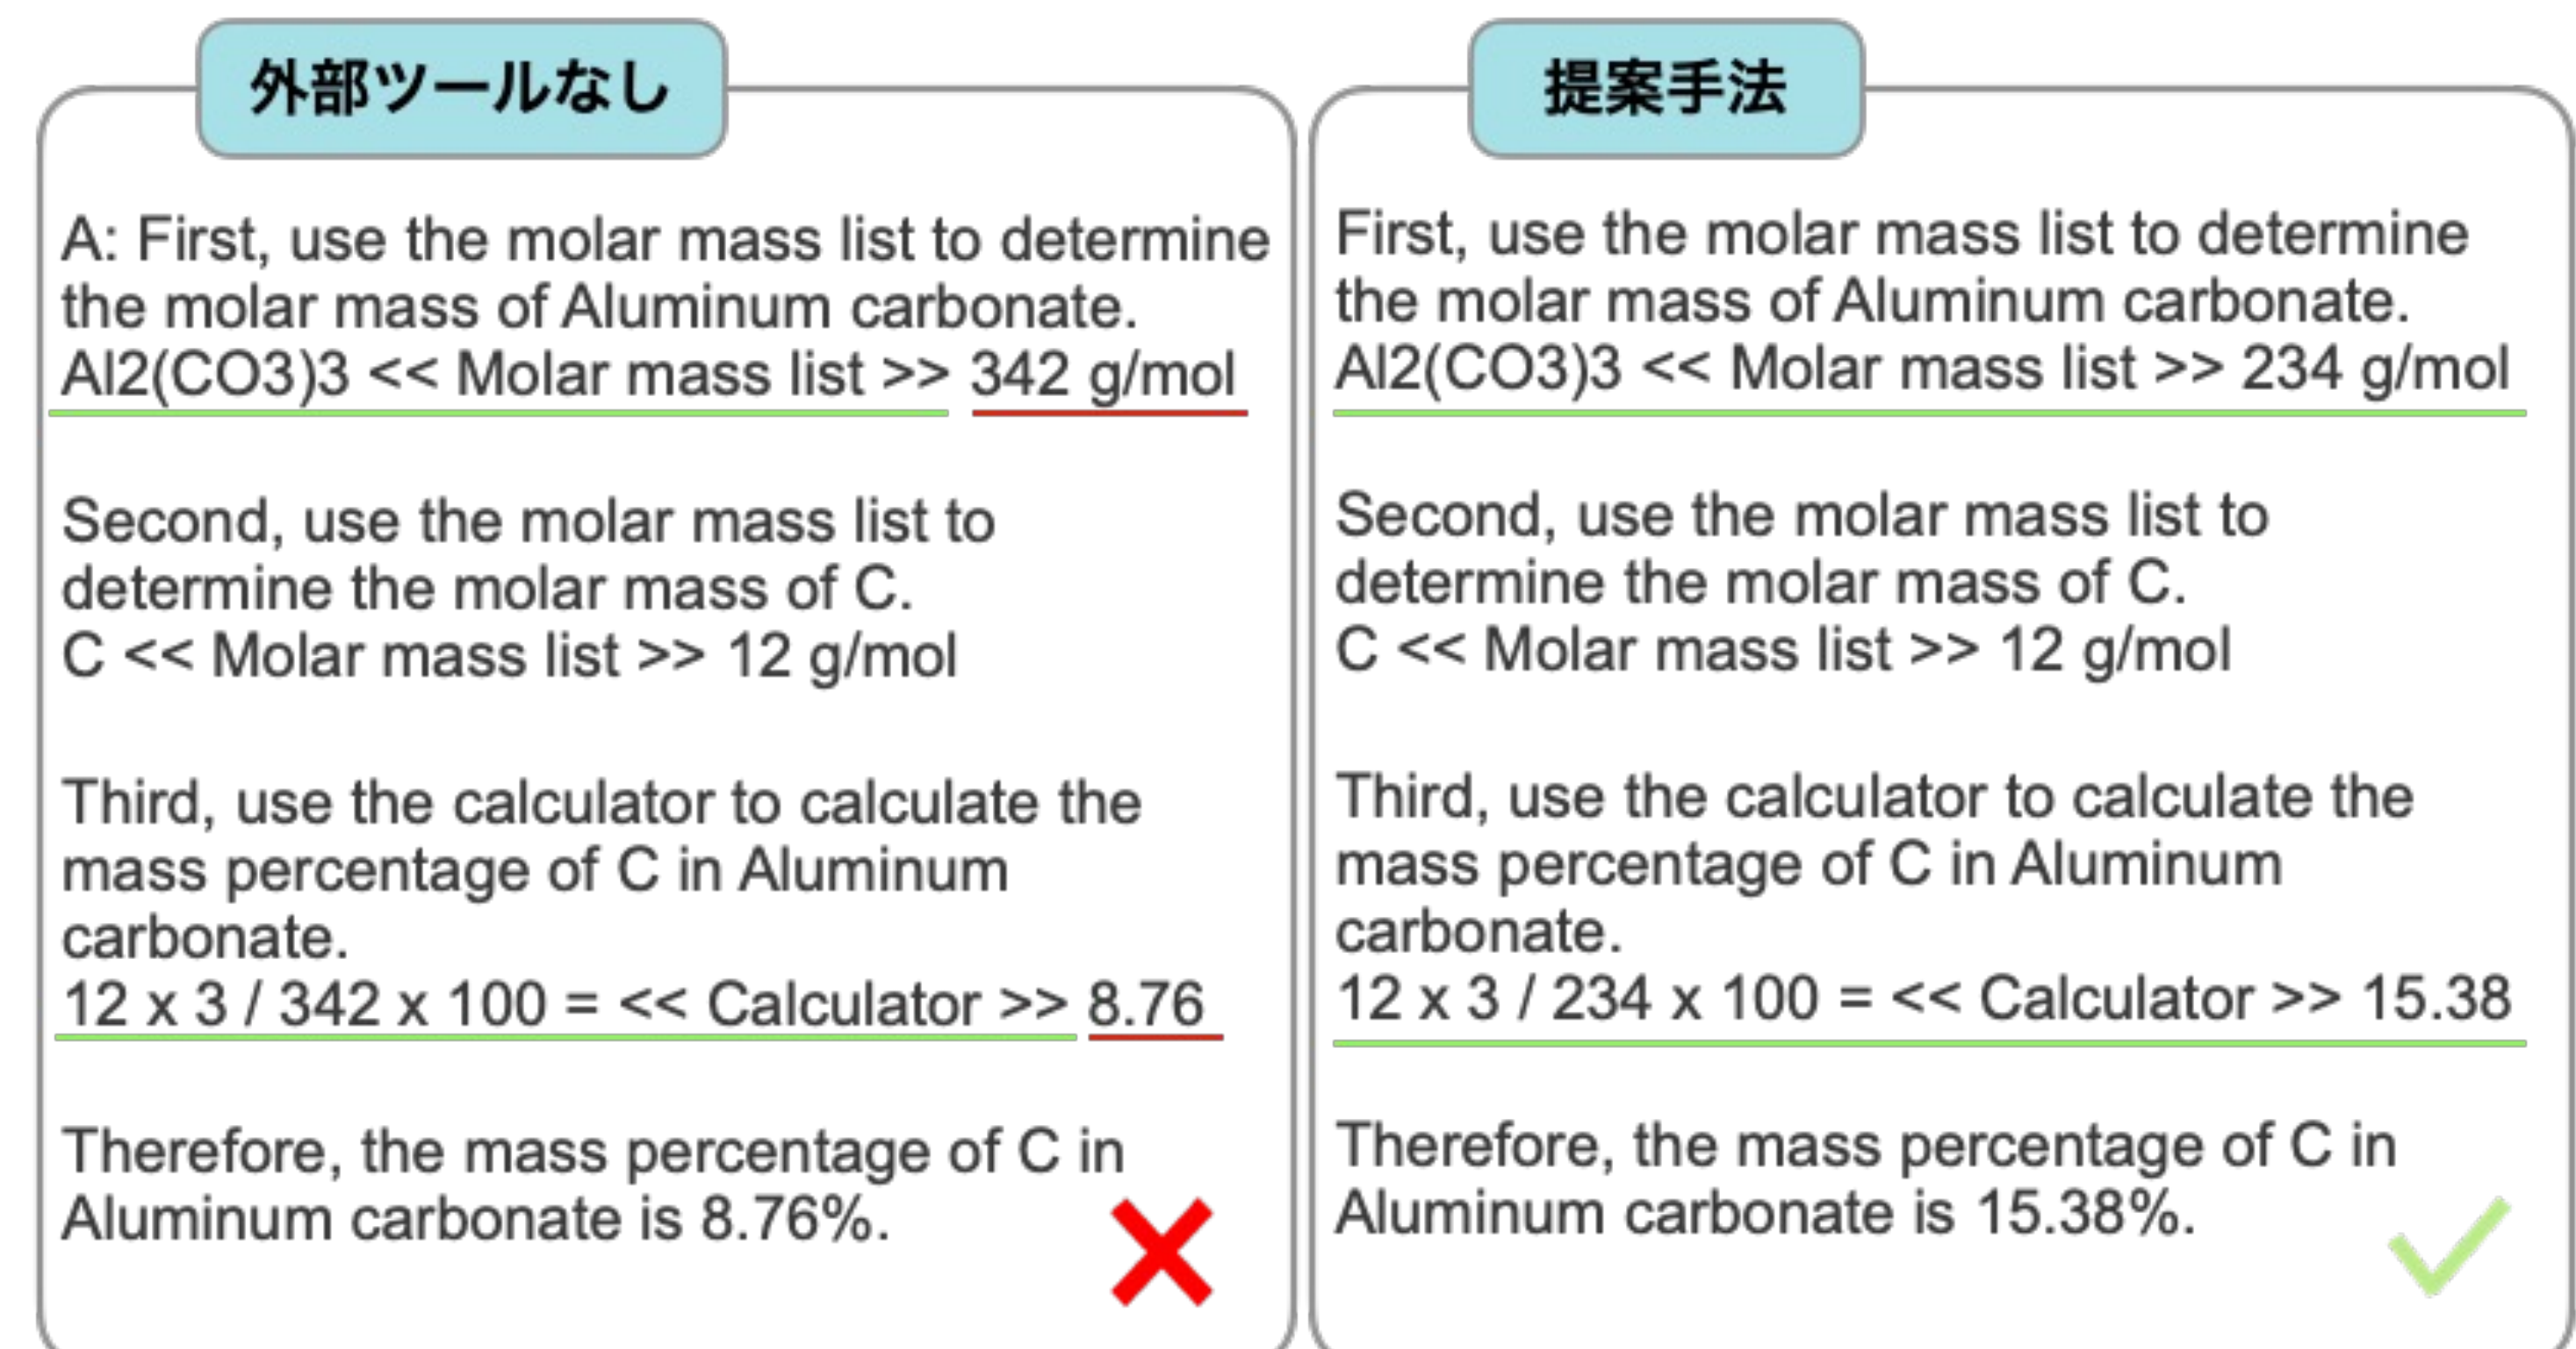 外部ツールなし
A: First, use the molar mass list to determine
the molar mass of Aluminum carbonate.
Al2(CO3)3 << Molar mass list >> 342 g/mol
Second, use the molar mass list to
determine the molar mass of C.
C << Molar mass list >> 12 g/mol
Third, use the calculator to calculate the
mass percentage of C in Aluminum
carbonate.
12 x 3 / 342 x 100 = << Calculator >> 8.76
Therefore, the mass percentage of C in
Aluminum carbonate is 8.76%.
提案手法
First, use the molar mass list to determine
the molar mass of Aluminum carbonate.
Al2(CO3)3 << Molar mass list >> 234 g/mol
Second, use the molar mass list to
determine the molar mass of C.
C << Molar mass list >> 12 g/mol
Third, use the calculator to calculate the
mass percentage of C in Aluminum
carbonate.
12 x 3 / 234 x 100 = << Calculator >> 15.38
Therefore, the mass percentage of C in
Aluminum carbonate is 15.38%.